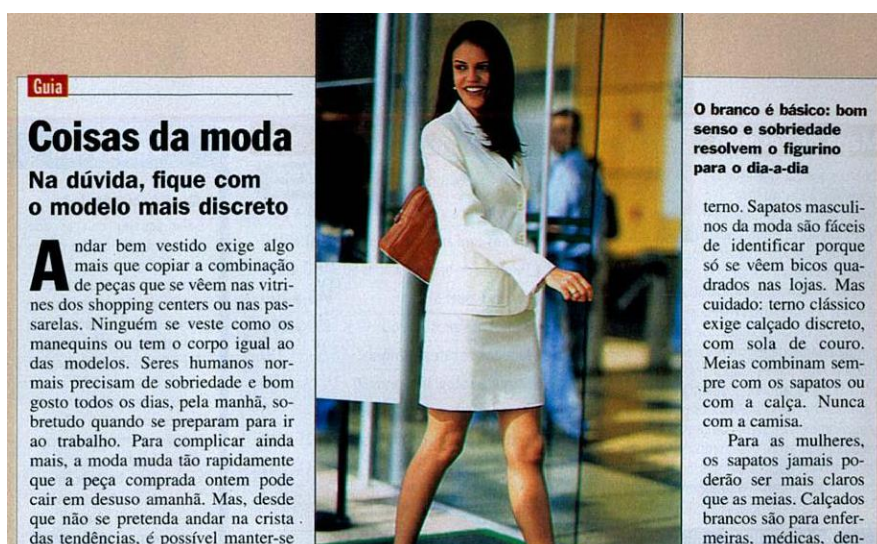 Guia
Coisas da moda
Na dúvida, fique com
o modelo mais discreto
Andar bem vestido exige algo
mais que copiar a combinação
de peças que se vêem nas vitri-
nes dos shopping centers ou nas pas-
sarelas. Ninguém se veste como os
manequins ou tem o corpo igual ao
das modelos. Seres humanos nor-
mais precisam de sobriedade e bom
gosto todos os dias, pela manhã, so-
bretudo quando se preparam para ir
ao trabalho. Para complicar ainda
mais, a moda muda tão rapidamente
que a peça comprada ontem pode
cair em desuso amanhã. Mas, desde
que não se pretenda andar na crista
das tendências, é possível manter-se
O branco é básico: bom
senso e sobriedade
resolvem o figurino
para o dia-a-dia
terno. Sapatos masculi-
nos da moda são fáceis
de identificar porque
só se vêem bicos qua-
drados nas lojas. Mas
cuidado: terno clássico
exige calçado discreto,
com sola de couro.
Meias combinam sem-
pre com os sapatos ou
com a calça. Nunca
com a camisa.
Para as mulheres,
os sapatos jamais po-
derão ser mais claros
que as meias. Calçados
brancos são para enfer-
meiras, médicas, den-